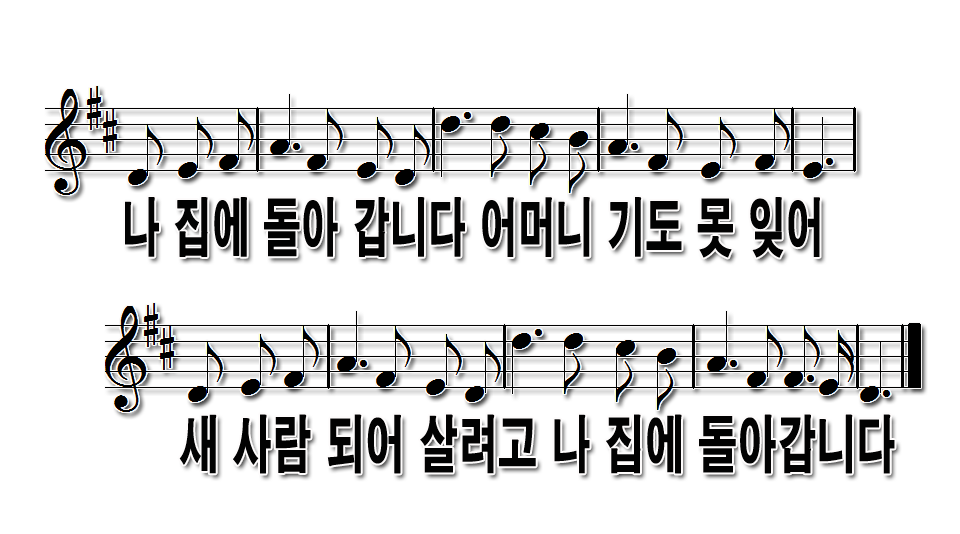 나 집에 돌아 갑니다 어머니 기도 못 잊어
새 사람 되어 살려고 나 집에 돌아갑니다